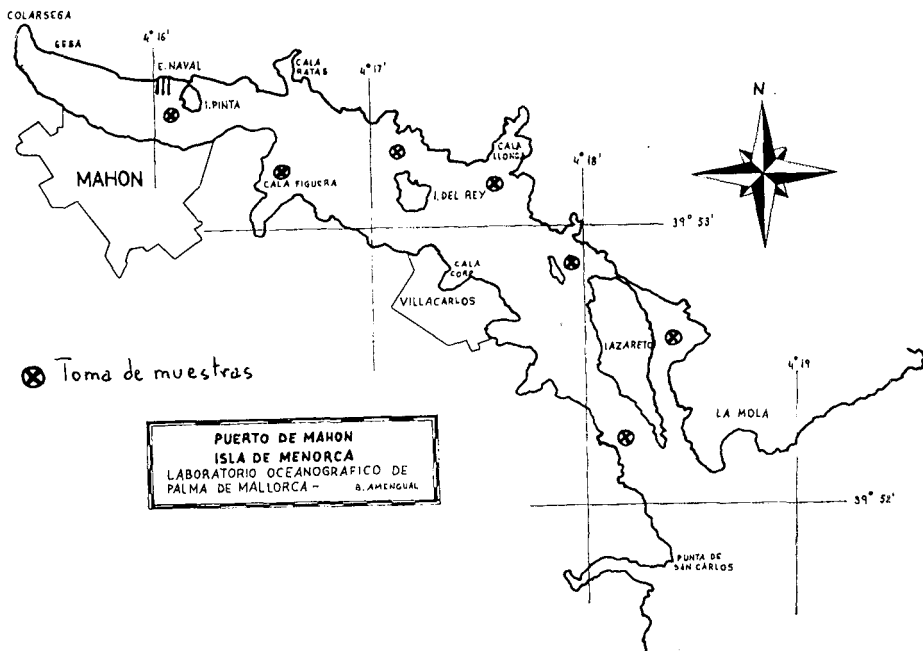 COLARSEGA
GESA
4° 16'
E. NAVAL
I. PINTA
CALA RATAS
4° 17'
CALA LLONGA
4° 18'
N
MAHON
CALA FIGUERA
I. DEL REY
39° 53'
CALA CORP
VILLACARLOS
LAZARETO
4° 19
LA MOLA
Toma de muestras
PUERTO DE MAHON
ISLA DE MENORCA
LABORATORIO OCEANOGRAFICO DE
PALMA DE MALLORCA - B. AMENGUAL
39° 52'
PUNTA DE
SAN CARLOS